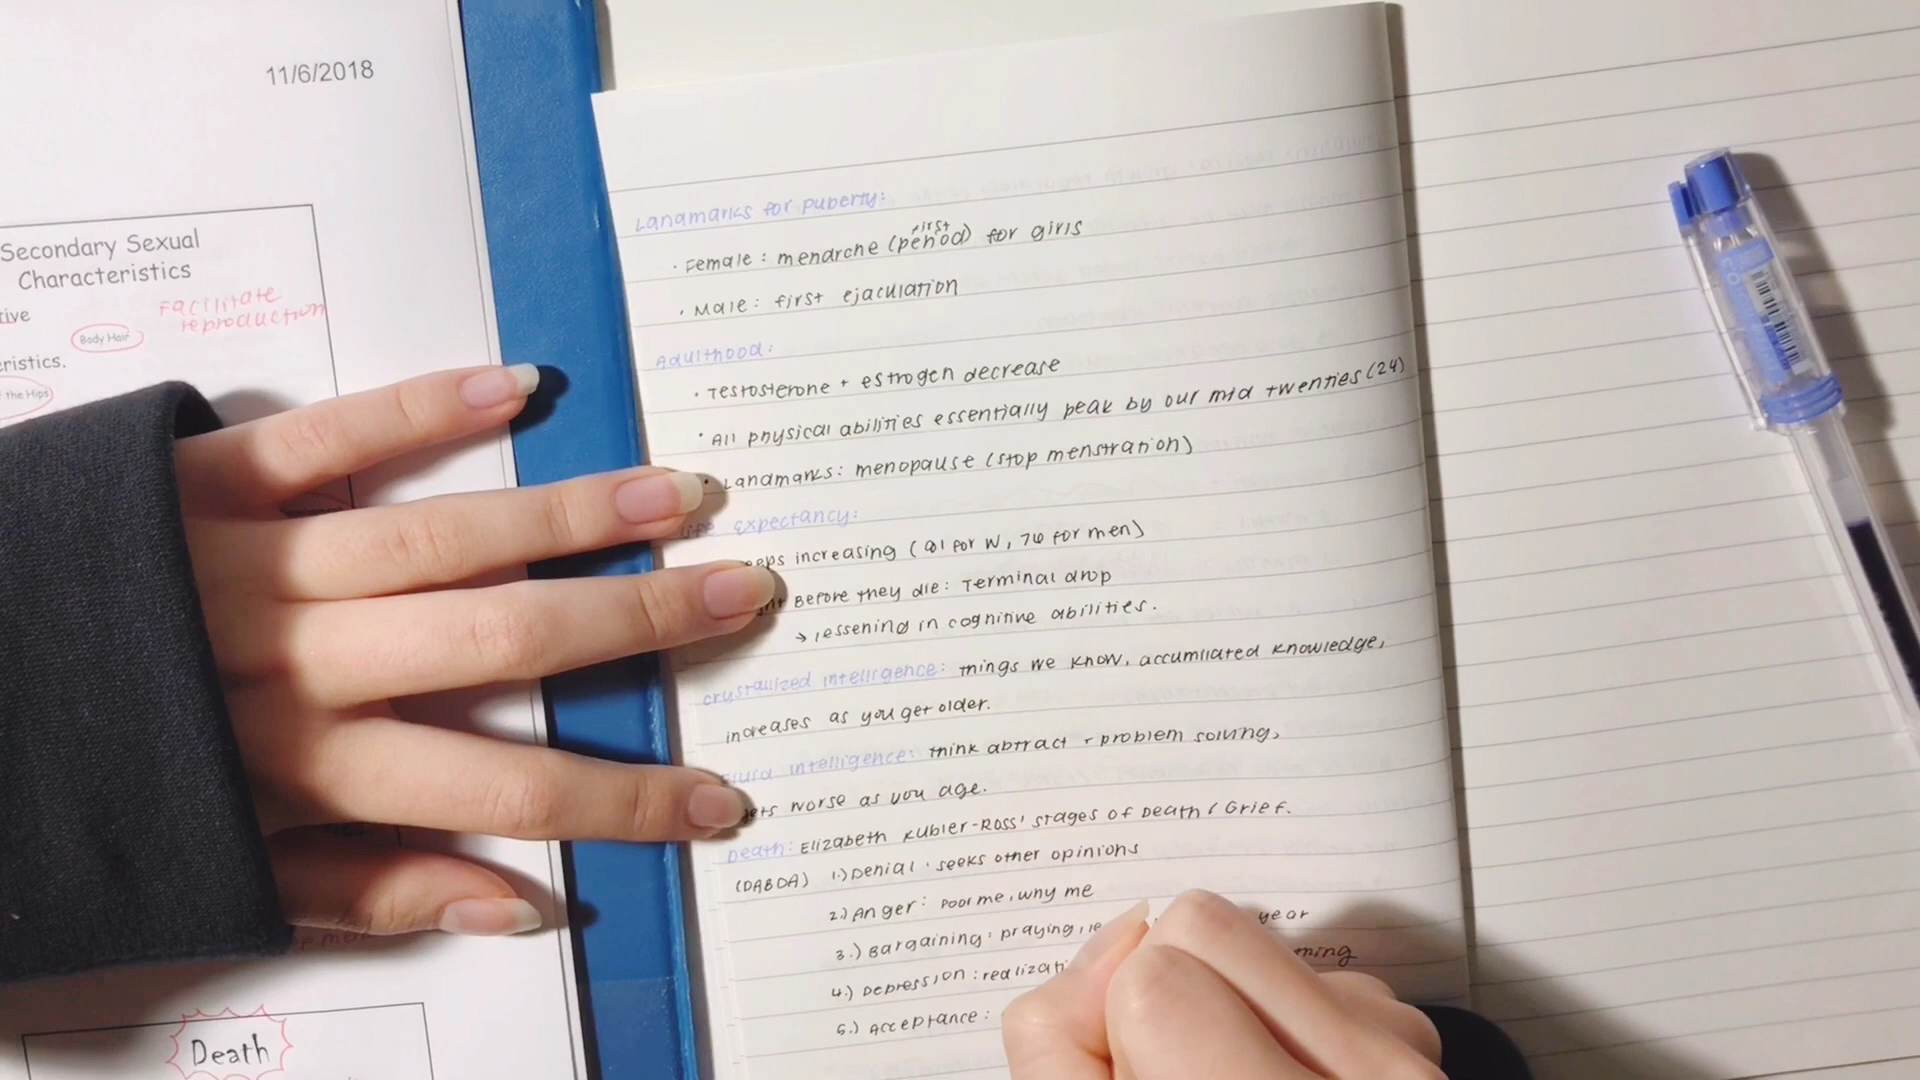 11/6/2018
Secondary Sexual
Characteristics
tive
Facilitate
reproduction
Body Hair
eristics.
f the Hips
Death
Landmarks for puberty:
first
· Female: menarche (period) for girls
· Male: first ejaculation
Adulthood:
· Testosterone + estrogen decrease
· All physical abilities essentially peak by our mid twenties (24)
· Landmarks: menopause (stop menstration)
Life Expectancy:
eeps increasing (81 for W, 76 for men)
ght Before they die: Terminal drop
→ lessening in cognitive abilities.
crystallized intelligence: things we know, accumllated knowledge,
increases as you get older.
Fluid intelligence: think abtract + problem solving,
gets worse as you age.
Death: Elizabeth Kubler-Ross' stages of Death / Grief.
(DABDA) 1.) Denial · seeks other opinions
2.) Anger: Poor me, why me
3.) Bargaining: praying, year
4.) Depression: realizati ming
5.) Acceptance: